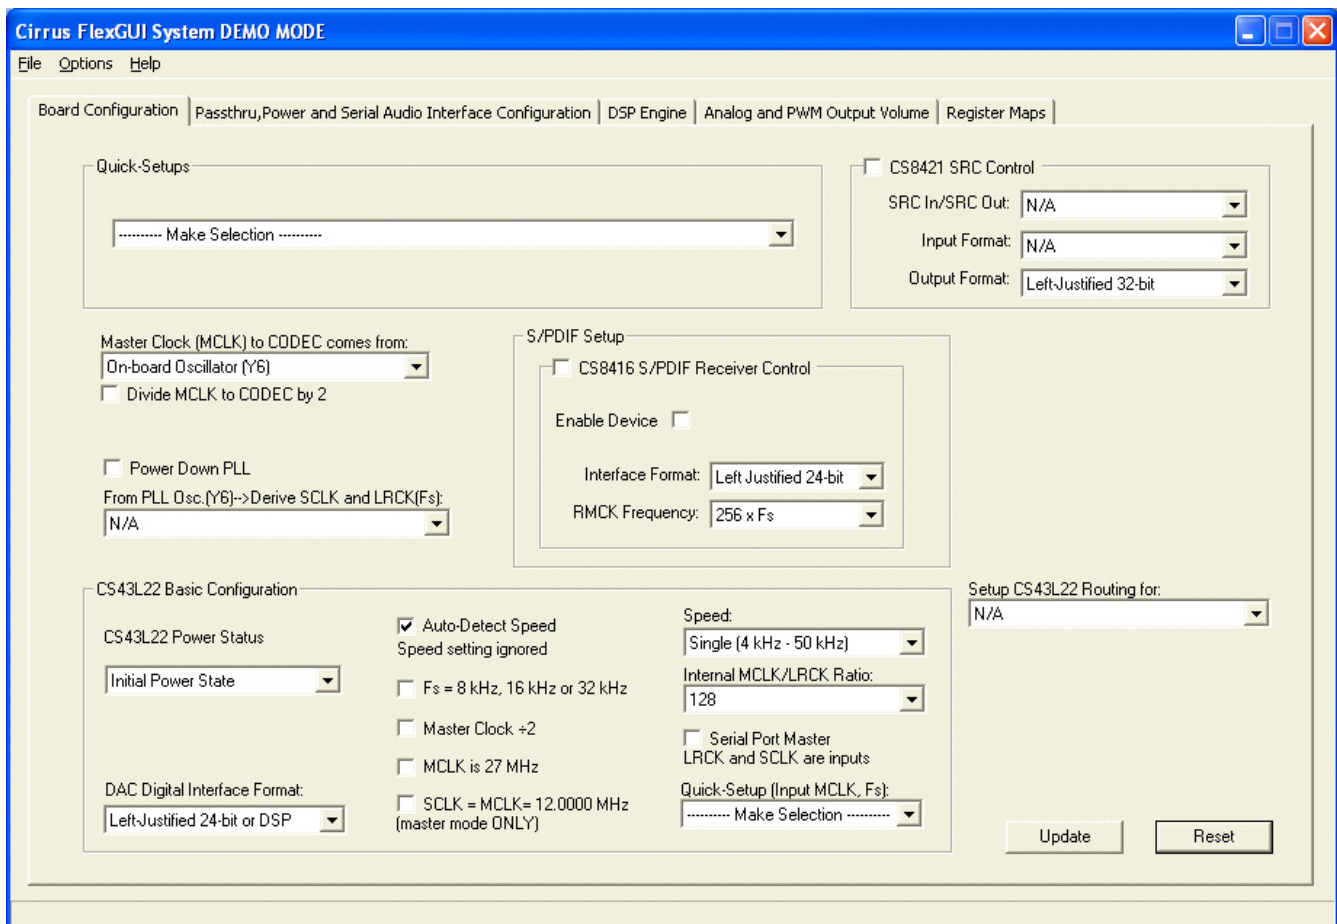 Cirrus FlexGUI System DEMO MODE
File Options Help
Board Configuration Passthru,Power and Serial Audio Interface Configuration DSP Engine Analog and PWM Output Volume Register Maps
Quick-Setups
---------- Make Selection ----------
CS8421 SRC Control
SRC In/SRC Out: N/A
Input Format: N/A
Output Format: Left-Justified 32-bit
Master Clock (MCLK) to CODEC comes from:
On-board Oscillator (Y6)
Divide MCLK to CODEC by 2
Power Down PLL
From PLL Osc.(Y6)-->Derive SCLK and LRCK(Fs):
N/A
S/PDIF Setup
CS8416 S/PDIF Receiver Control
Enable Device
Interface Format: Left Justified 24-bit
RMCK Frequency: 256 x Fs
CS43L22 Basic Configuration
CS43L22 Power Status
Initial Power State
DAC Digital Interface Format:
Left-Justified 24-bit or DSP
Auto-Detect Speed
Speed setting ignored
Fs = 8 kHz, 16 kHz or 32 kHz
Master Clock ÷2
MCLK is 27 MHz
SCLK = MCLK= 12.0000 MHz
(master mode ONLY)
Speed:
Single (4 kHz - 50 kHz)
Internal MCLK/LRCK Ratio:
128
Serial Port Master
LRCK and SCLK are inputs
Quick-Setup (Input MCLK, Fs):
---------- Make Selection ----------
Setup CS43L22 Routing for:
N/A
Update Reset